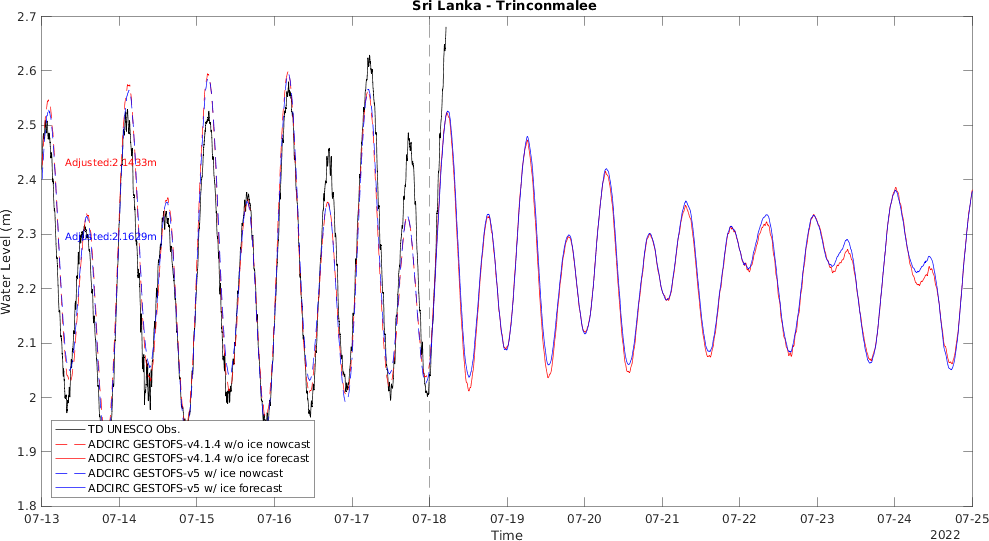 Sri Lanka - Trinconmalee
2.7
2.6
2.5
2.4
2.3
2.2
2.1
2
1.9
1.8
Water Level (m)
Adjusted:2.1433m
Adjusted:2.1629m
TD UNESCO Obs.
ADCIRC GESTOFS-v4.1.4 w/o ice nowcast
ADCIRC GESTOFS-v4.1.4 w/o ice forecast
ADCIRC GESTOFS-v5 w/ ice nowcast
ADCIRC GESTOFS-v5 w/ ice forecast
07-13 07-14 07-15 07-16 07-17 07-18 07-19 07-20 07-21 07-22 07-23 07-24 07-25
Time
2022